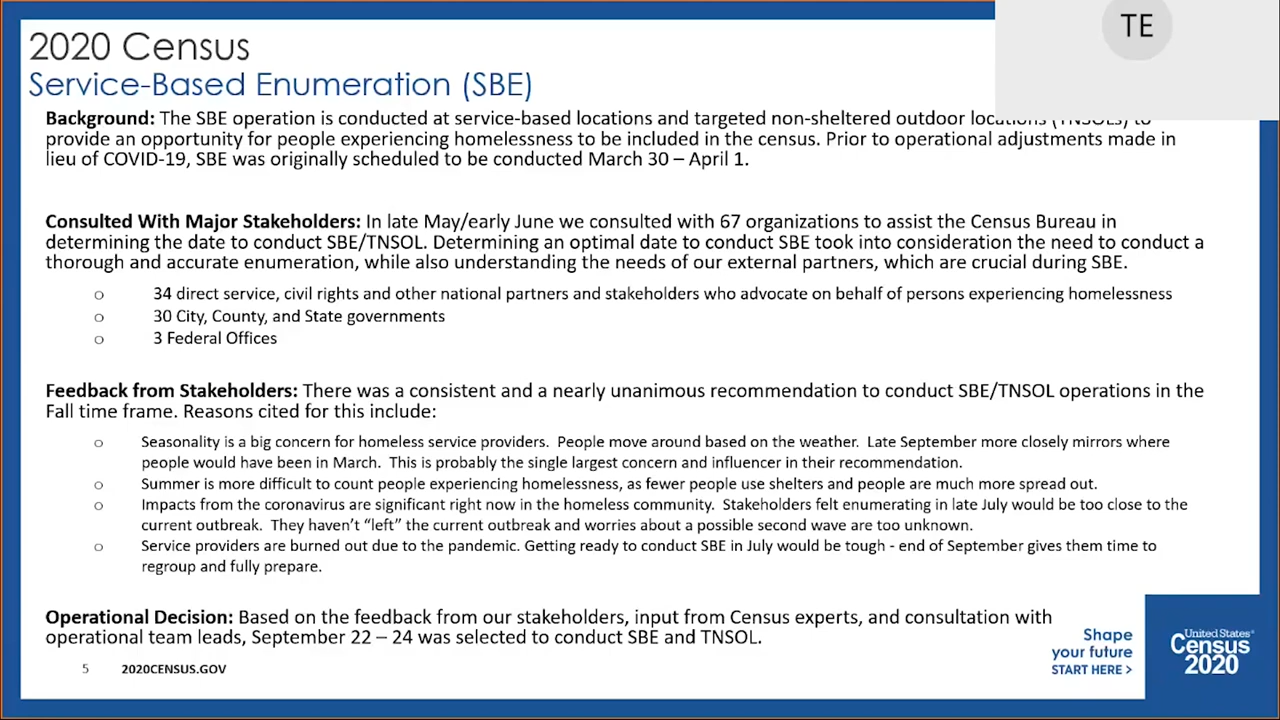 TE
2020 Census
Service-Based Enumeration (SBE)
Background: The SBE operation is conducted at service-based locations and targeted non-sheltered outdoor locations (TNSOLs) to
provide an opportunity for people experiencing homelessness to be included in the census. Prior to operational adjustments made in
lieu of COVID-19, SBE was originally scheduled to be conducted March 30 – April 1.
Consulted With Major Stakeholders: In late May/early June we consulted with 67 organizations to assist the Census Bureau in
determining the date to conduct SBE/TNSOL. Determining an optimal date to conduct SBE took into consideration the need to conduct a
thorough and accurate enumeration, while also understanding the needs of our external partners, which are crucial during SBE.
o 34 direct service, civil rights and other national partners and stakeholders who advocate on behalf of persons experiencing homelessness
o 30 City, County, and State governments
o 3 Federal Offices
Feedback from Stakeholders: There was a consistent and a nearly unanimous recommendation to conduct SBE/TNSOL operations in the
Fall time frame. Reasons cited for this include:
o Seasonality is a big concern for homeless service providers. People move around based on the weather. Late September more closely mirrors where
people would have been in March. This is probably the single largest concern and influencer in their recommendation.
o Summer is more difficult to count people experiencing homelessness, as fewer people use shelters and people are much more spread out.
o Impacts from the coronavirus are significant right now in the homeless community. Stakeholders felt enumerating in late July would be too close to the
current outbreak. They haven't “left” the current outbreak and worries about a possible second wave are too unknown.
o Service providers are burned out due to the pandemic. Getting ready to conduct SBE in July would be tough - end of September gives them time to
regroup and fully prepare.
Operational Decision: Based on the feedback from our stakeholders, input from Census experts, and consultation with
operational team leads, September 22 – 24 was selected to conduct SBE and TNSOL.
5 2020CENSUS.GOV
Shape
your future
START HERE >
United States®
Census
2020